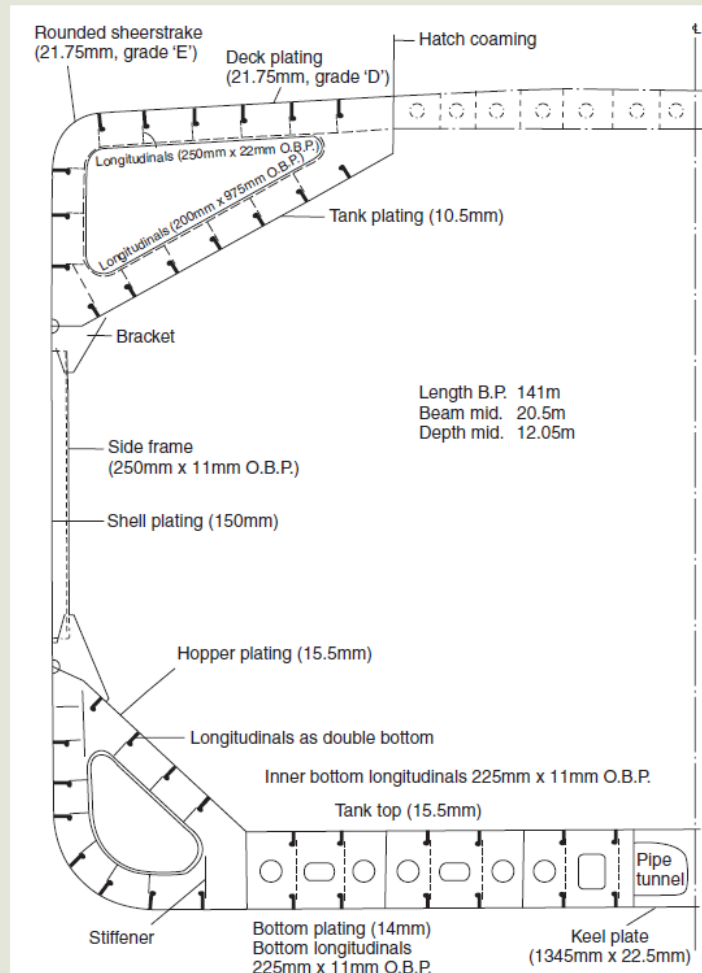 Rounded sheerstrake
(21.75mm, grade ‘E’)
Deck plating
(21.75mm, grade ‘D’)
Hatch coaming
℄
Longitudinals (250mm x 22mm O.B.P.)
Longitudinals (200mm x 975mm O.B.P.)
Tank plating (10.5mm)
Bracket
Length B.P. 141m
Beam mid. 20.5m
Depth mid. 12.05m
Side frame
(250mm x 11mm O.B.P.)
Shell plating (150mm)
Hopper plating (15.5mm)
Longitudinals as double bottom
Inner bottom longitudinals 225mm x 11mm O.B.P.
Tank top (15.5mm)
Pipe
tunnel
Stiffener
Bottom plating (14mm)
Bottom longitudinals
225mm x 11mm O.B.P.
Keel plate
(1345mm x 22.5mm)